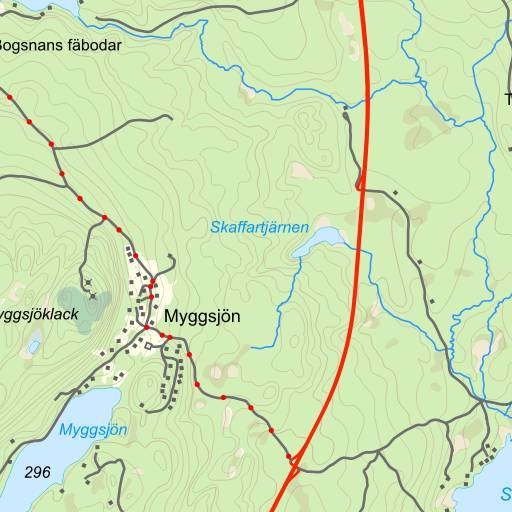 Bogsnans fäbodar
T
Skaffartjärnen
yggsjöklack
Myggsjön
Myggsjön
296
S